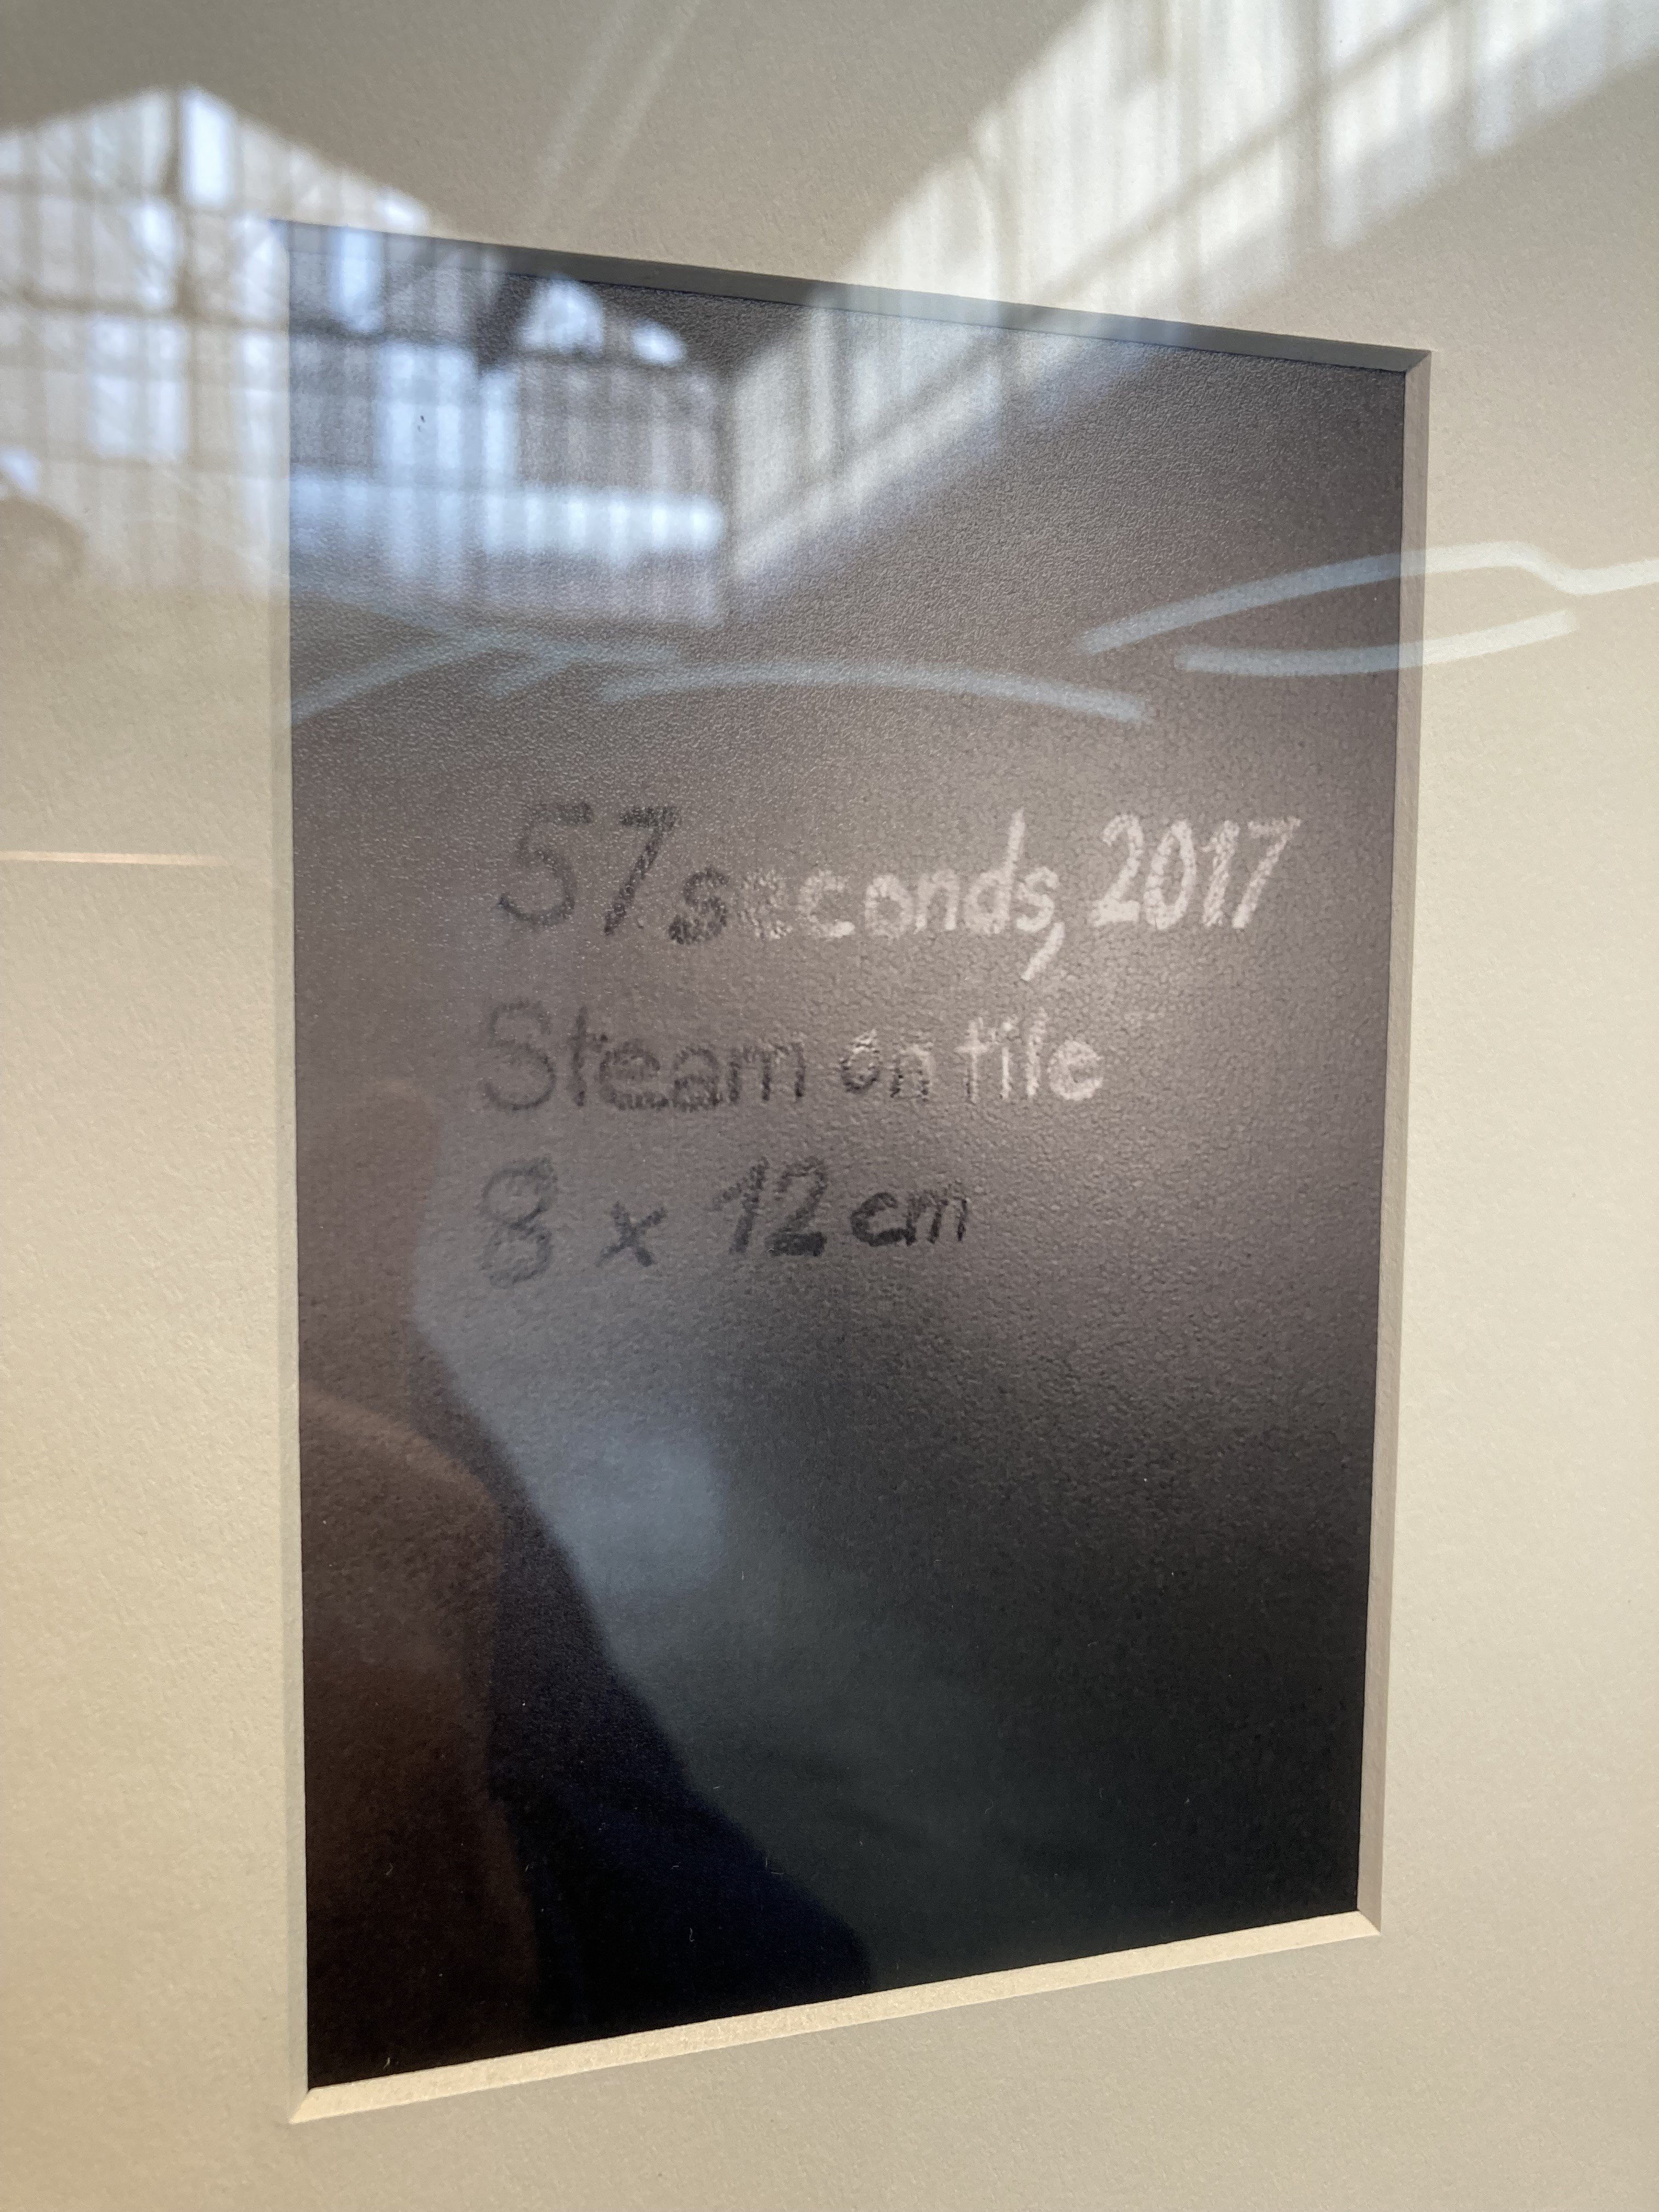 57 seconds, 2017
Steam on tile
8 x 12 cm